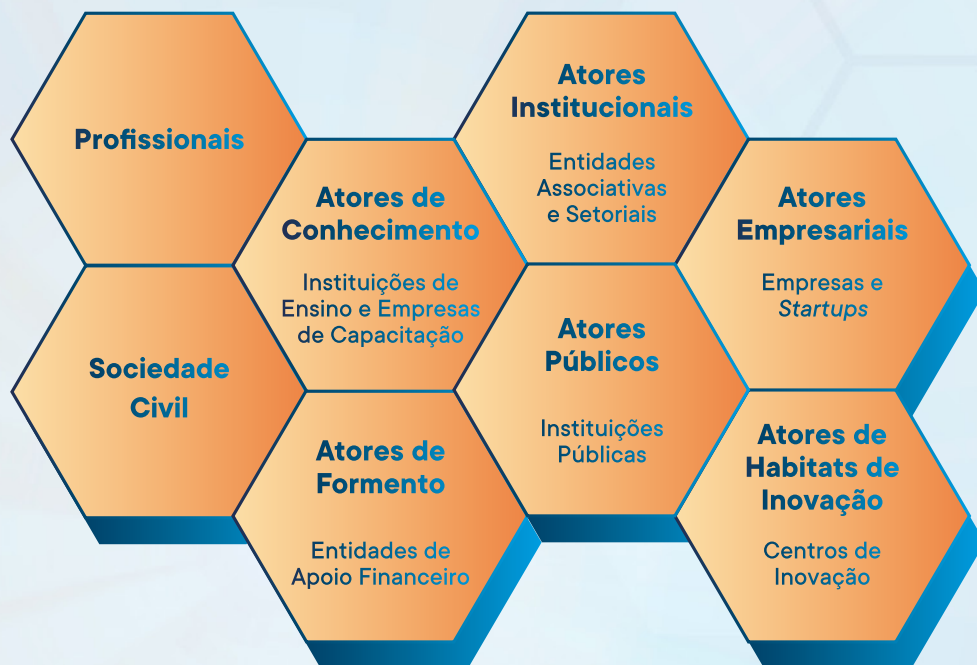 Profissionais
Sociedade
Civil
Atores de
Conhecimento
Instituições de
Ensino e Empresas
de Capacitação
Atores de
Formento
Entidades de
Apoio Financeiro
Atores
Institucionais
Entidades
Associativas
e Setoriais
Atores
Públicos
Instituições
Públicas
Atores
Empresariais
Empresas e
Startups
Atores de
Habitats de
Inovação
Centros de
Inovação